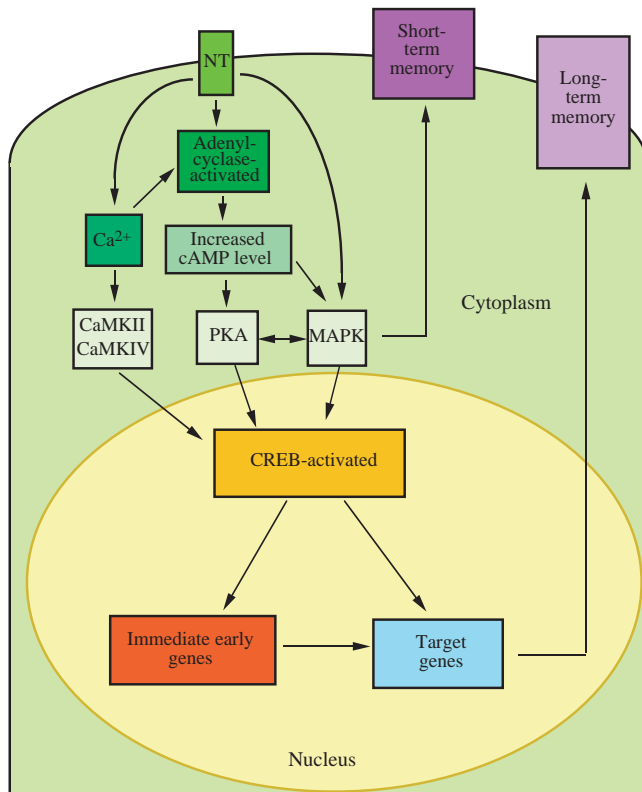 NT
Short-
term
memory
Long-
term
memory
Adenyl-
cyclase-
activated
Ca2+
Increased
cAMP level
Cytoplasm
CaMKII
CaMKIV
PKA
MAPK
CREB-activated
Immediate early
genes
Target
genes
Nucleus